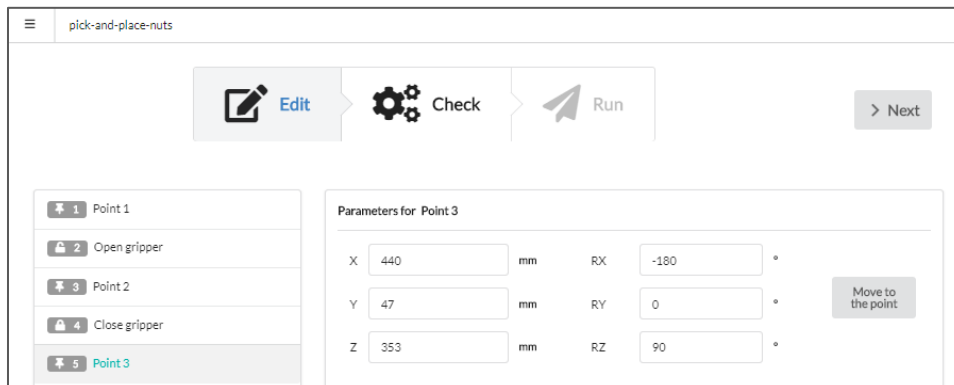 pick-and-place-nuts
Edit
Check
Run
> Next
1 Point 1
2 Open gripper
3 Point 2
4 Close gripper
5 Point 3
Parameters for Point 3
X 440 mm RX -180 °
Y 47 mm RY 0 °
Z 353 mm RZ 90 °
Move to
the point